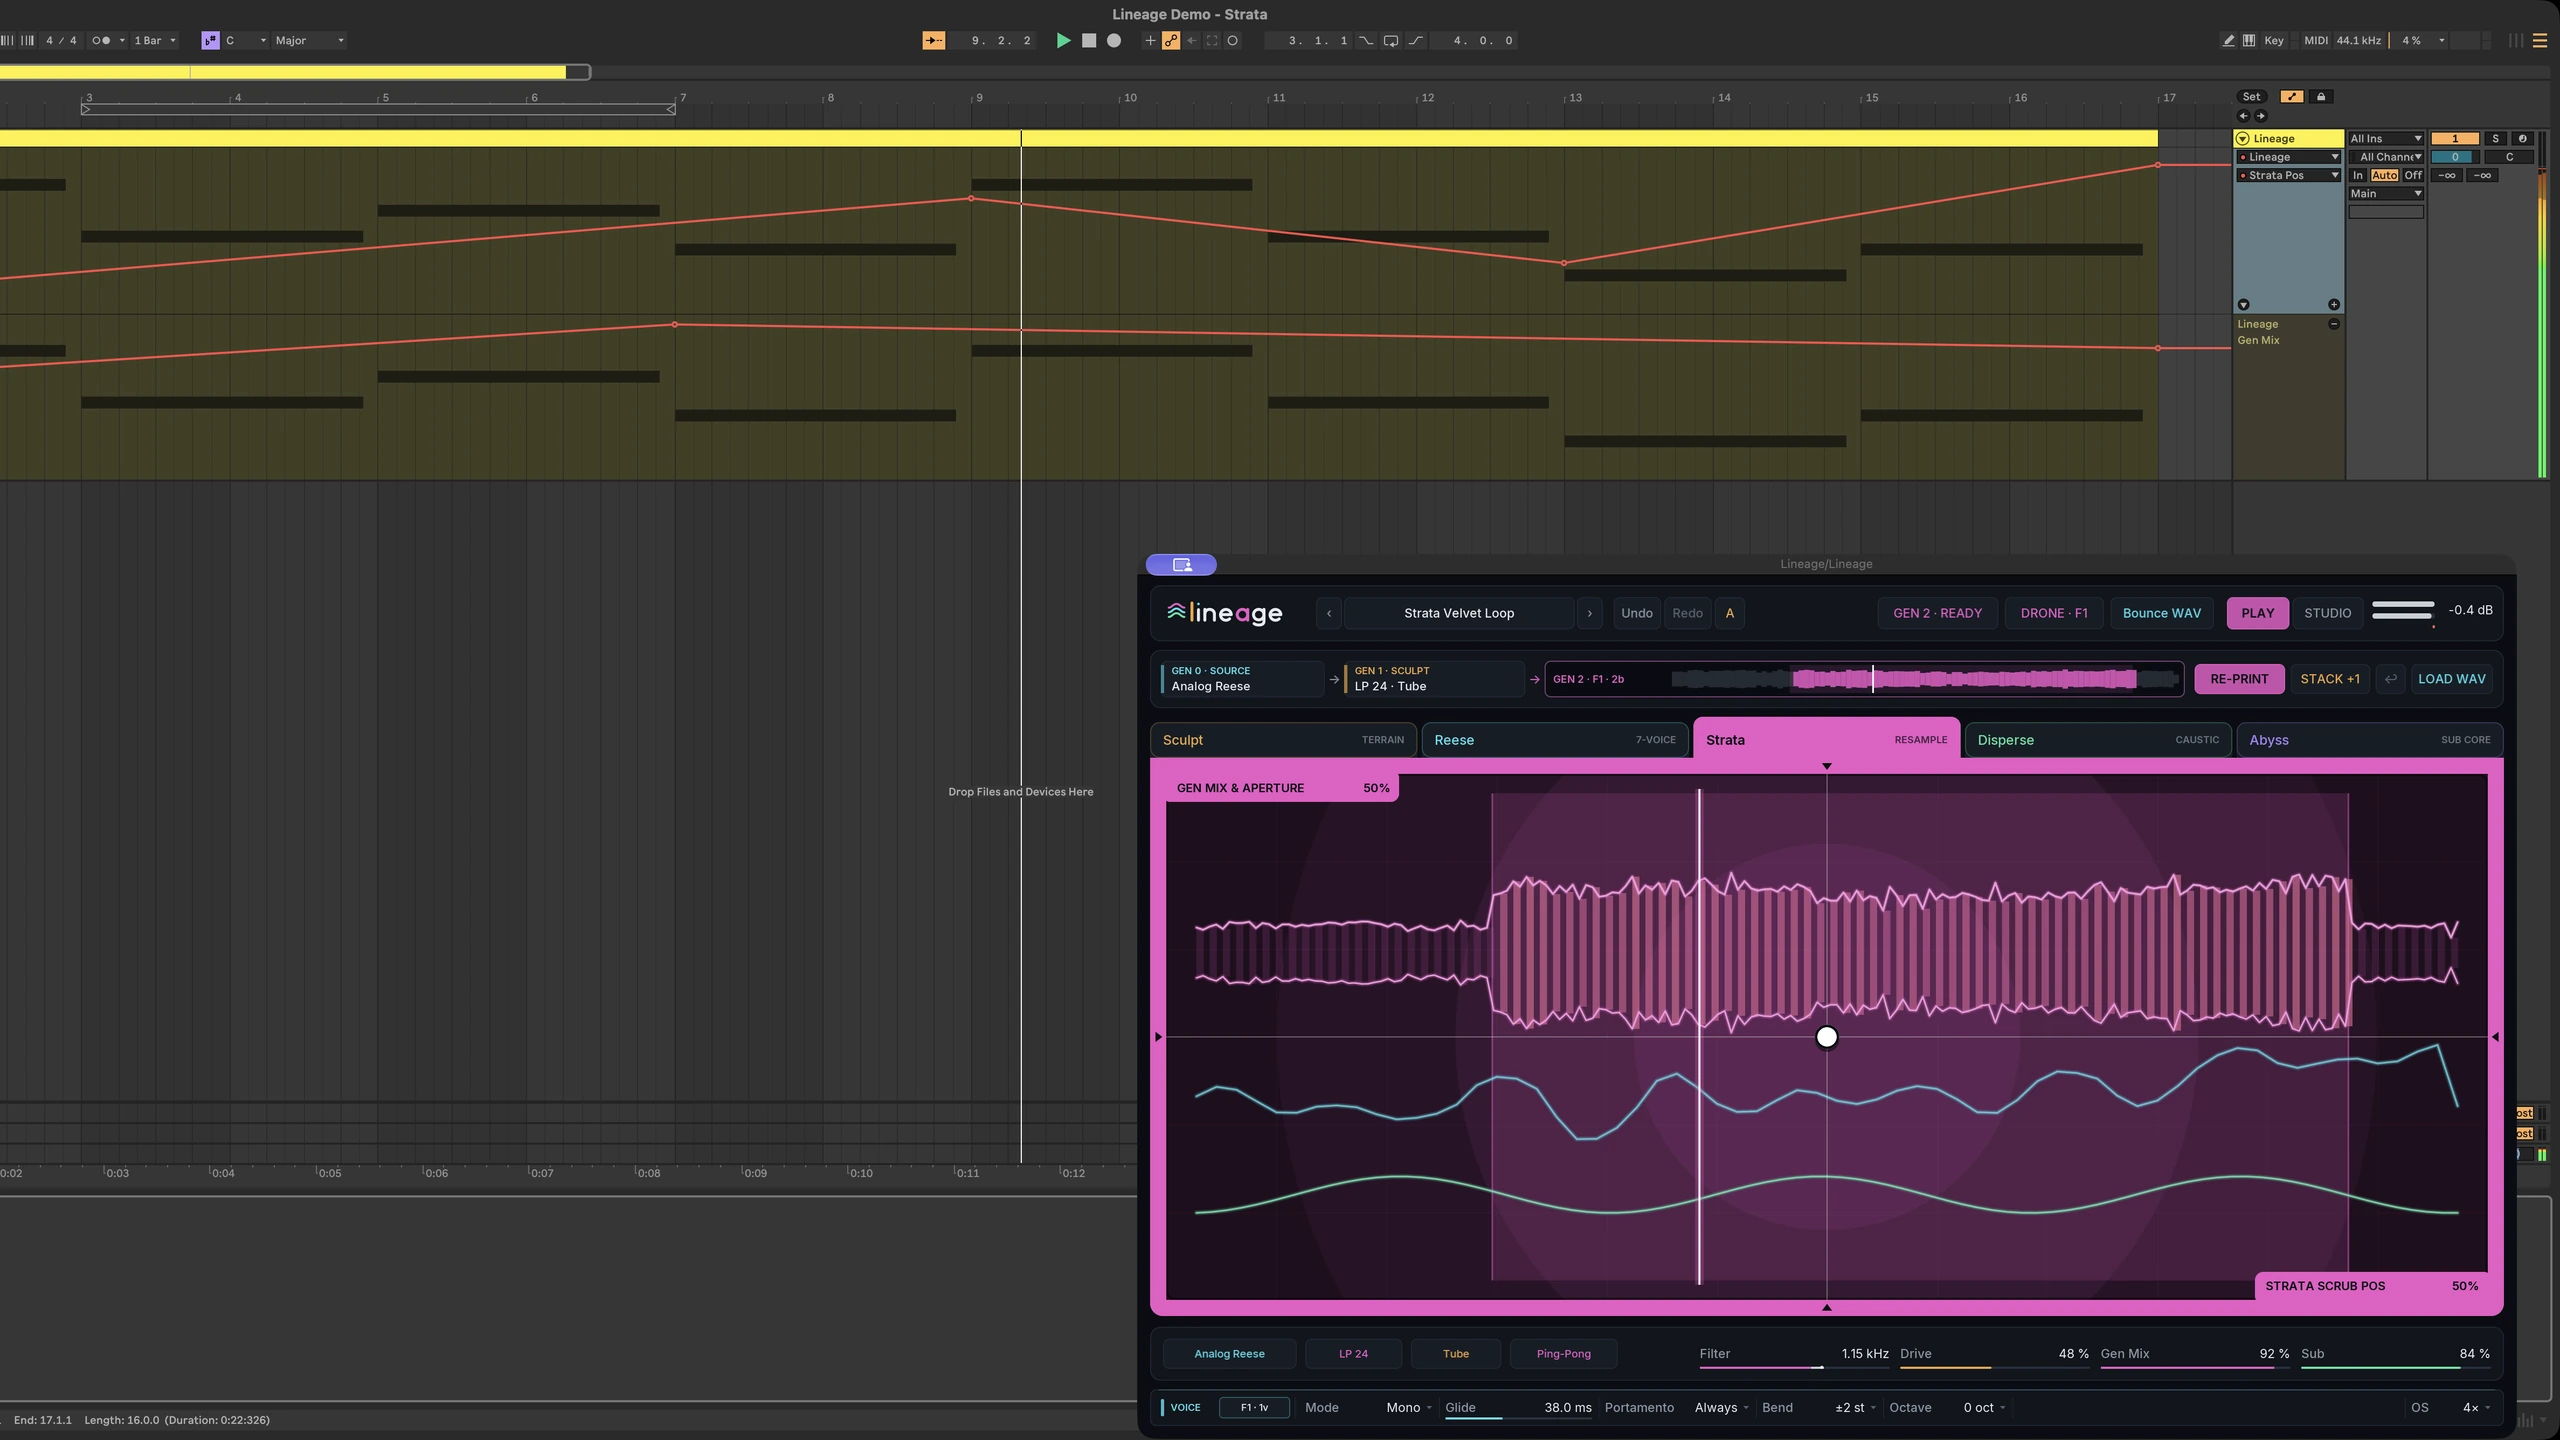 Lineage Demo - Strata
4 / 4 1 Bar C Major 9. 2. 2 3. 1. 1 4. 0. 0 Key MIDI 44.1 kHz 4 %
3 4 5 6 7 8 9 10 11 12 13 14 15 16 17 Set
Lineage All Ins 1 S
Lineage All Channe 0 C
Strata Pos In Auto Off -∞ -∞
Main
Lineage
Gen Mix
Drop Files and Devices Here
0:02 0:03 0:04 0:05 0:06 0:07 0:08 0:09 0:10 0:11 0:12
End: 17.1.1 Length: 16.0.0 (Duration: 0:22:326)
Lineage/Lineage
lineage ‹ Strata Velvet Loop › Undo Redo A GEN 2 · READY DRONE · F1 Bounce WAV PLAY STUDIO -0.4 dB
GEN 0 · SOURCE
Analog Reese
GEN 1 · SCULPT
LP 24 · Tube
GEN 2 · F1 · 2b RE-PRINT STACK +1 LOAD WAV
Sculpt TERRAIN Reese 7-VOICE Strata RESAMPLE Disperse CAUSTIC Abyss SUB CORE
GEN MIX & APERTURE 50%
ost
ost
STRATA SCRUB POS 50%
Analog Reese LP 24 Tube Ping-Pong Filter 1.15 kHz Drive 48 % Gen Mix 92 % Sub 84 %
VOICE F1 · 1v Mode Mono Glide 38.0 ms Portamento Always Bend ±2 st Octave 0 oct OS 4×